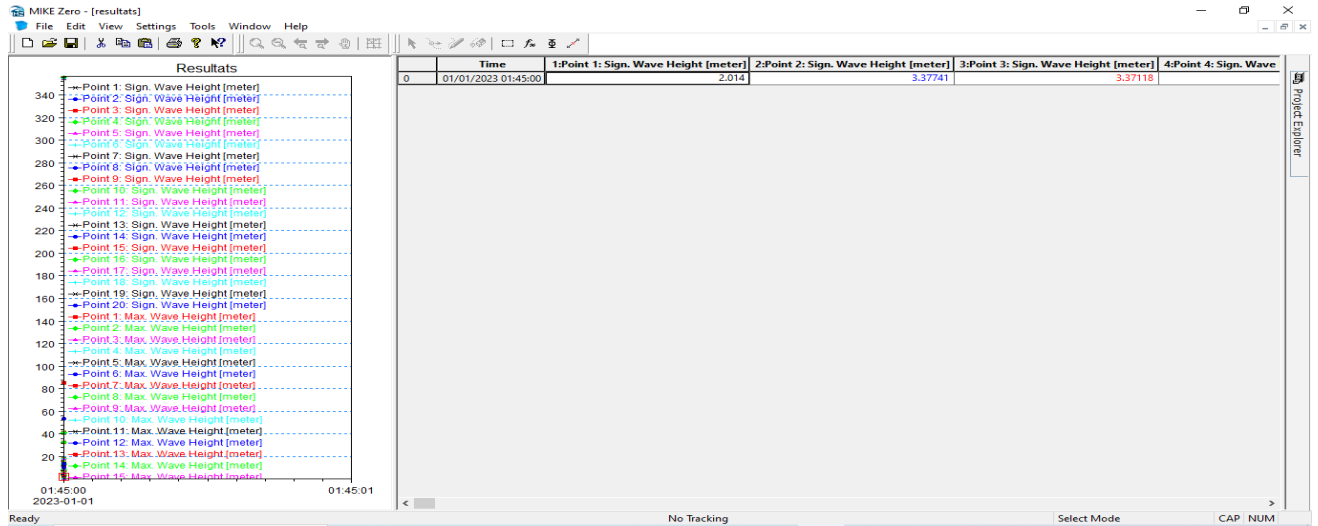 MIKE Zero - [resultats]
File Edit View Settings Tools Window Help
Resultats
340
320
300
280
260
240
220
200
180
160
140
120
100
80
60
40
20
Point 1: Sign. Wave Height [meter]
Point 2: Sign. Wave Height [meter]
Point 3: Sign. Wave Height [meter]
Point 4: Sign. Wave Height [meter]
Point 5: Sign. Wave Height [meter]
Point 6: Sign. Wave Height [meter]
Point 7: Sign. Wave Height [meter]
Point 8: Sign. Wave Height [meter]
Point 9: Sign. Wave Height [meter]
Point 10: Sign. Wave Height [meter]
Point 11: Sign. Wave Height [meter]
Point 12: Sign. Wave Height [meter]
Point 13: Sign. Wave Height [meter]
Point 14: Sign. Wave Height [meter]
Point 15: Sign. Wave Height [meter]
Point 16: Sign. Wave Height [meter]
Point 17: Sign. Wave Height [meter]
Point 18: Sign. Wave Height [meter]
Point 19: Sign. Wave Height [meter]
Point 20: Sign. Wave Height [meter]
Point 1: Max. Wave Height [meter]
Point 2: Max. Wave Height [meter]
Point 3: Max. Wave Height [meter]
Point 4: Max. Wave Height [meter]
Point 5: Max. Wave Height [meter]
Point 6: Max. Wave Height [meter]
Point 7: Max. Wave Height [meter]
Point 8: Max. Wave Height [meter]
Point 9: Max. Wave Height [meter]
Point 10: Max. Wave Height [meter]
Point 11: Max. Wave Height [meter]
Point 12: Max. Wave Height [meter]
Point 13: Max. Wave Height [meter]
Point 14: Max. Wave Height [meter]
Point 15: Max. Wave Height [meter]
01:45:00 01:45:01
2023-01-01
Time 1:Point 1: Sign. Wave Height [meter] 2:Point 2: Sign. Wave Height [meter] 3:Point 3: Sign. Wave Height [meter] 4:Point 4: Sign. Wave
0 01/01/2023 01:45:00 2.014 3.37741 3.37118
Project Explorer
Ready No Tracking Select Mode CAP NUM